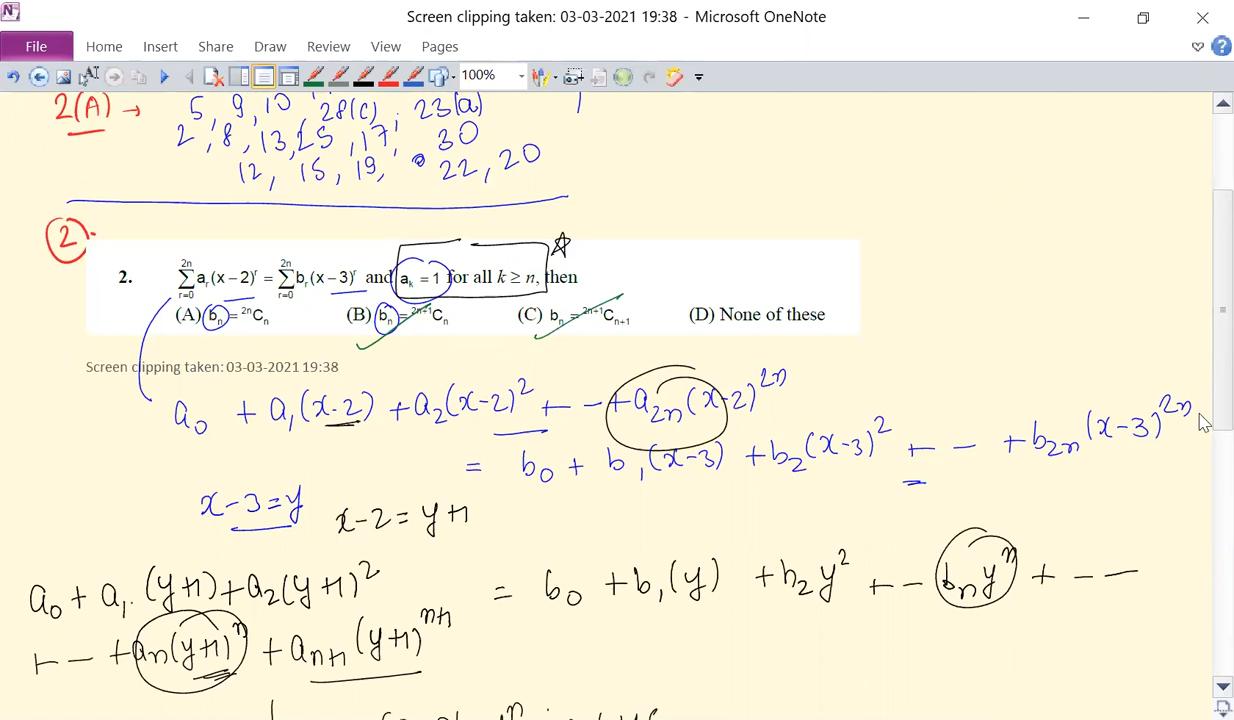 Screen clipping taken: 03-03-2021 19:38 - Microsoft OneNote
File Home Insert Share Draw Review View Pages
100%
2(A) → 5, 9, 10, 28(c), 23(a) 1
2, 8, 13, 25, 17, 30
12, 15, 19, 22, 20
2.
2. \sum_{r=0}^{2n} a_r(x-2)^r = \sum_{r=0}^{2n} b_r(x-3)^r and a_k = 1 for all k ≥ n, then
(A) b_n = ^{2n}C_n (B) b_n = ^{2n+1}C_n (C) b_n = ^{2n+1}C_{n+1} (D) None of these
Screen clipping taken: 03-03-2021 19:38
a_0 + a_1(x-2) + a_2(x-2)^2 + - + a_{2n}(x-2)^{2n}
= b_0 + b_1(x-3) + b_2(x-3)^2 + - + b_{2n}(x-3)^{2n}
x-3=y x-2=y+1
a_0 + a_1.(y+1) + a_2(y+1)^2 = b_0 + b_1(y) + b_2y^2 + - b_ny^n + - -
+ - + a_n(y+1)^n + a_{n+1}(y+1)^{n+1}